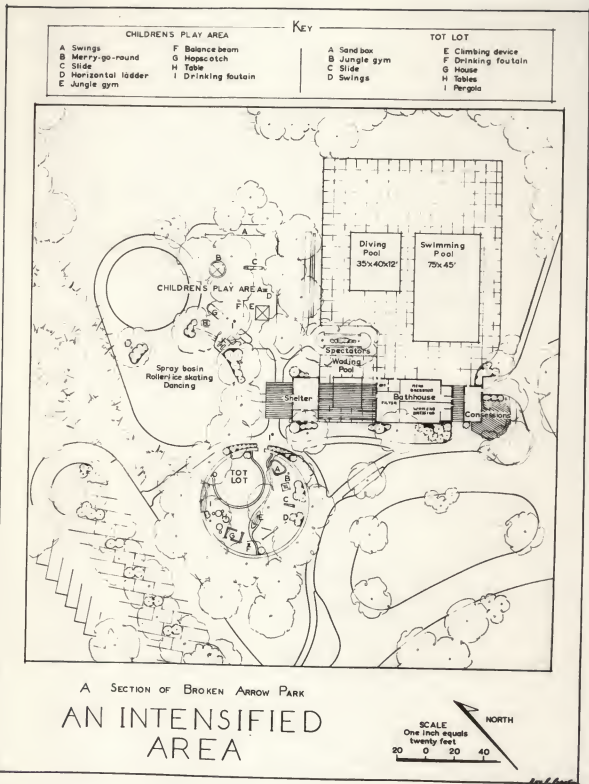 KEY
CHILDREN'S PLAY AREA
A Swings
B Merry-go-round
C Slide
D Horizontal ladder
E Jungle gym
F Balance beam
G Hopscotch
H Table
I Drinking foutain
TOT LOT
A Sand box
B Jungle gym
C Slide
D Swings
E Climbing device
F Drinking foutain
G House
H Tables
I Pergola
A
B
C
D
F
E
G
CHILDREN'S PLAY AREA
Diving
Pool
35'x40'x12'
Swimming
Pool
75'x 45'
Spray basin
Roller/ice skating
Dancing
Spectators
Wading
Pool
Shelter
FILTER
Bathhouse
Concessions
TOT
LOT
A
B
C
D
E
F
G
A SECTION OF BROKEN ARROW PARK
AN INTENSIFIED
AREA
SCALE
One inch equals
twenty feet
20 0 20 40
NORTH